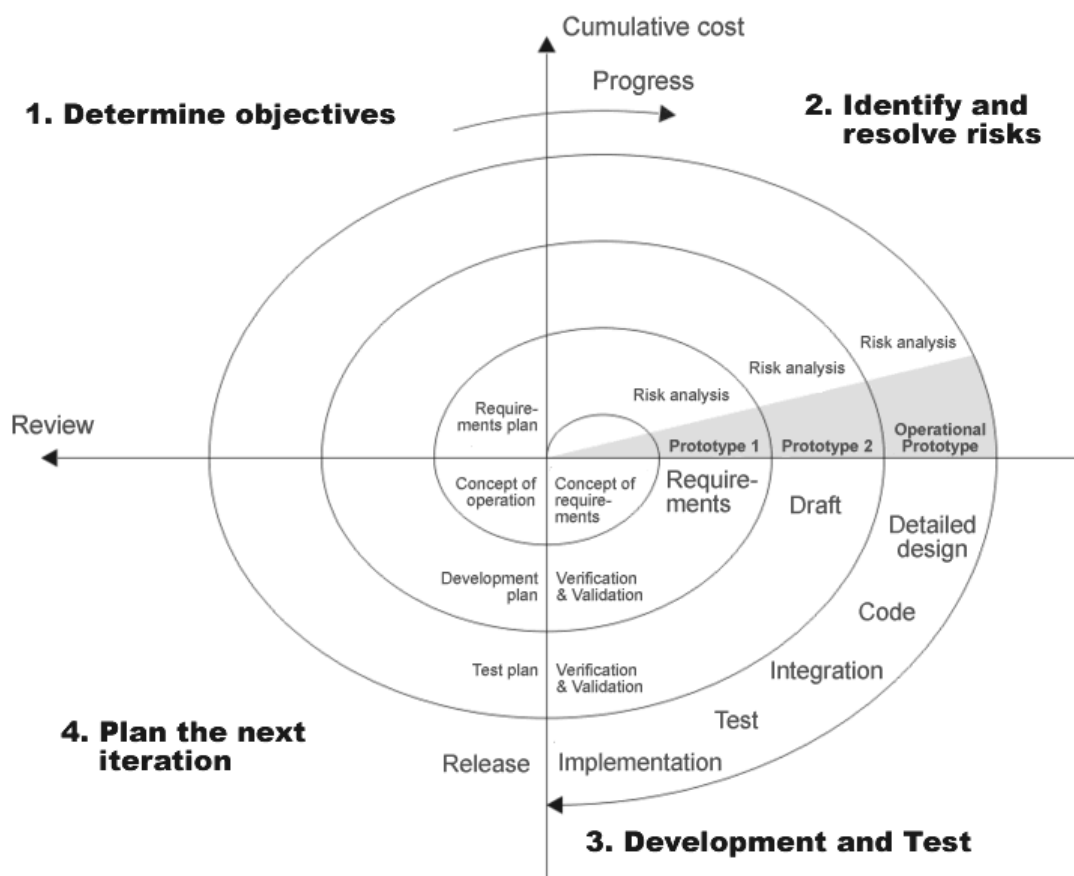 Cumulative cost
Progress
1. Determine objectives
2. Identify and
resolve risks
Risk analysis
Risk analysis
Risk analysis
Require-
ments plan
Review
Prototype 1
Prototype 2
Operational
Prototype
Concept of
operation
Concept of
require-
ments
Require-
ments
Draft
Detailed
design
Development
plan
Verification
& Validation
Code
Test plan
Verification
& Validation
Integration
Test
4. Plan the next
iteration
Release
Implementation
3. Development and Test